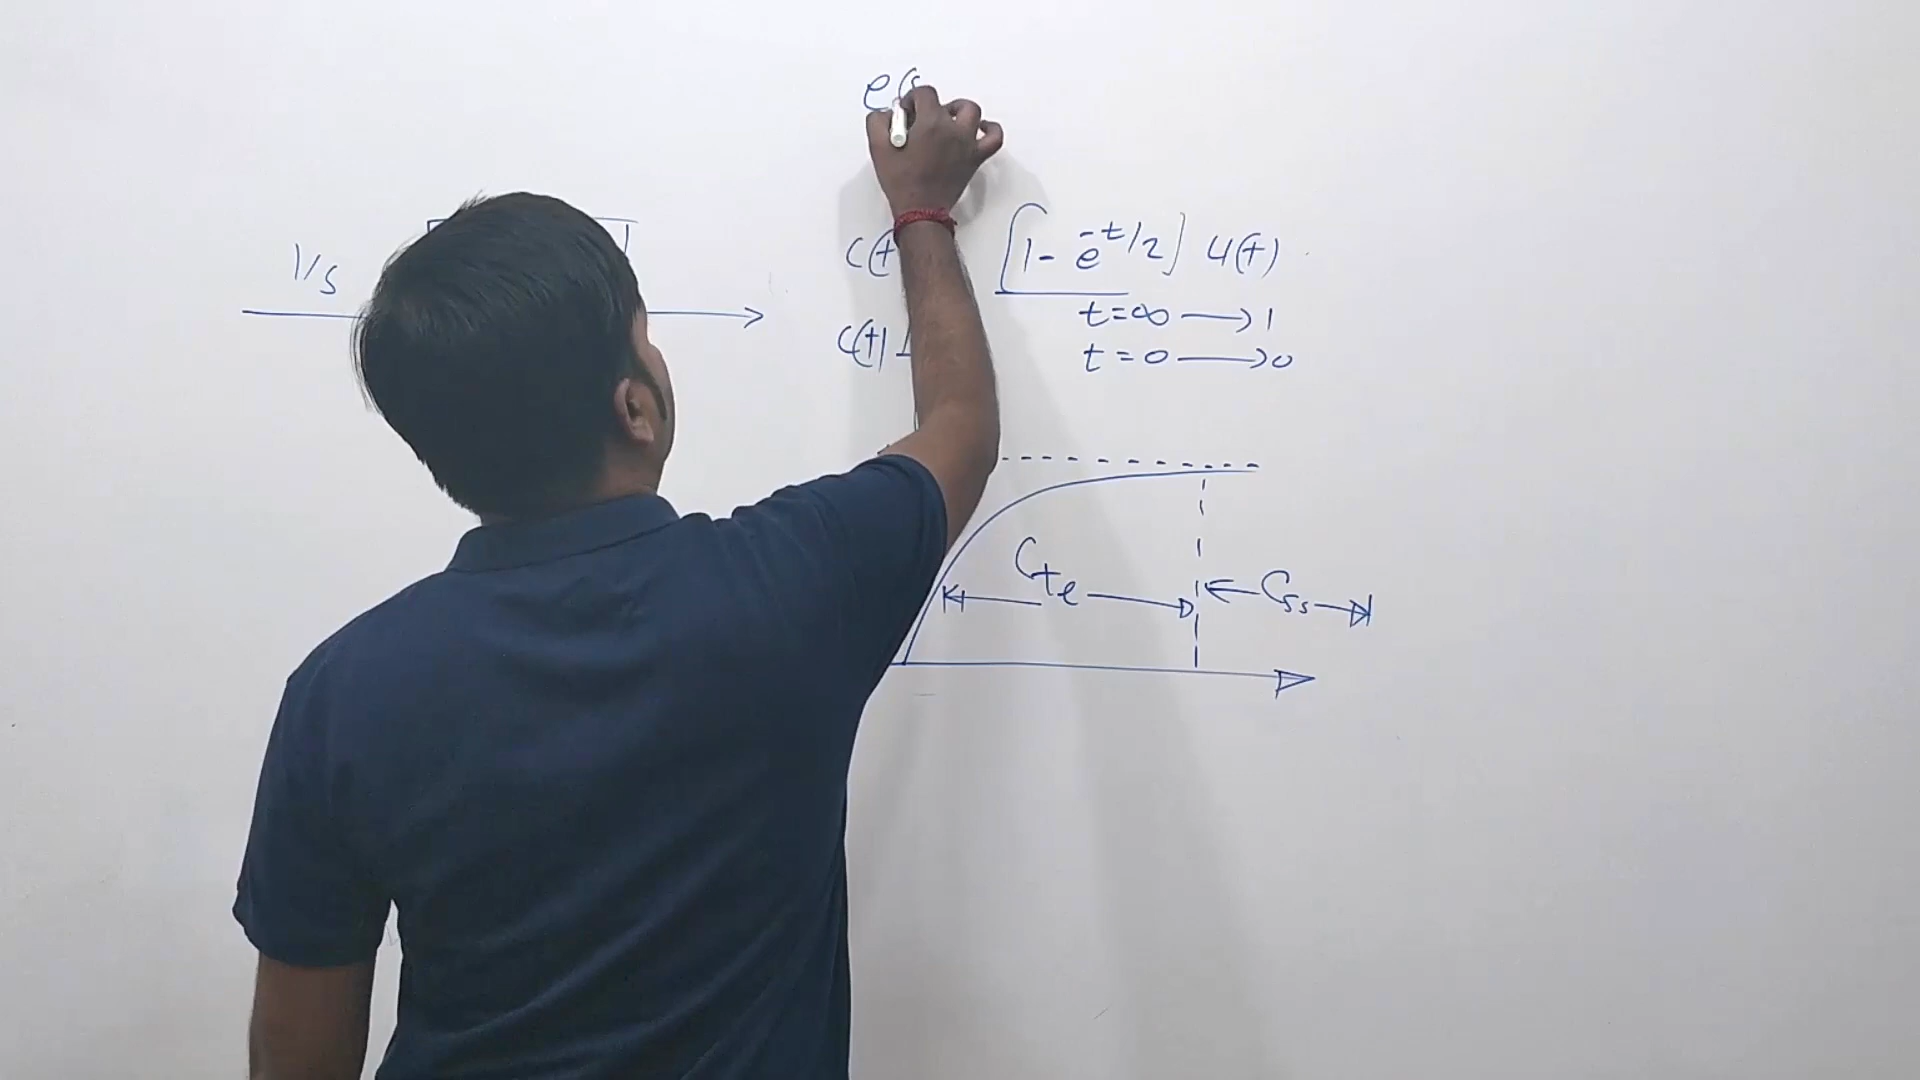 e(s
1/s
c(t [1 - e^-t/2] u(t)
t=∞ → 1
c(t)
t=0 → 0
Cte
Css